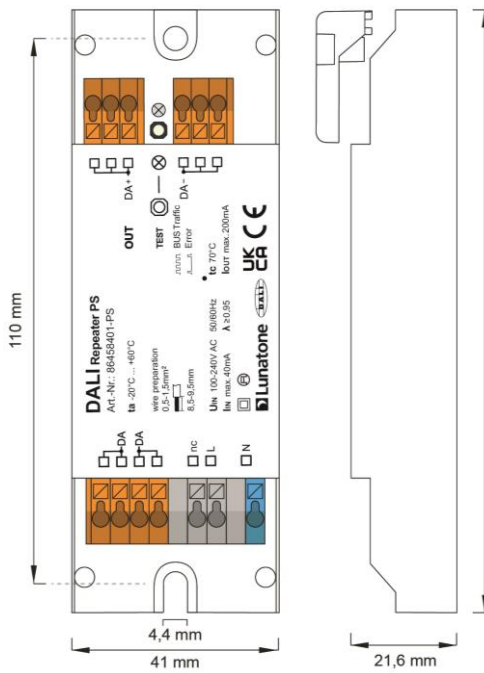 110 mm
DA+
DA-
OUT
TEST
BUS Traffic
Error
tc 70°C
IOUT max. 200mA
UK
CA CE
DALI Repeater PS
Art.-Nr.: 86458401-PS
ta -20°C ... +60°C
wire preparation
0,5-1,5mm²
8,5-9,5mm
UIN 100-240V AC 50/60Hz
IIN max. 40mA λ ≥0,95
Lunatone DALI
DA
DA
nc
L
N
4,4 mm
41 mm
21,6 mm